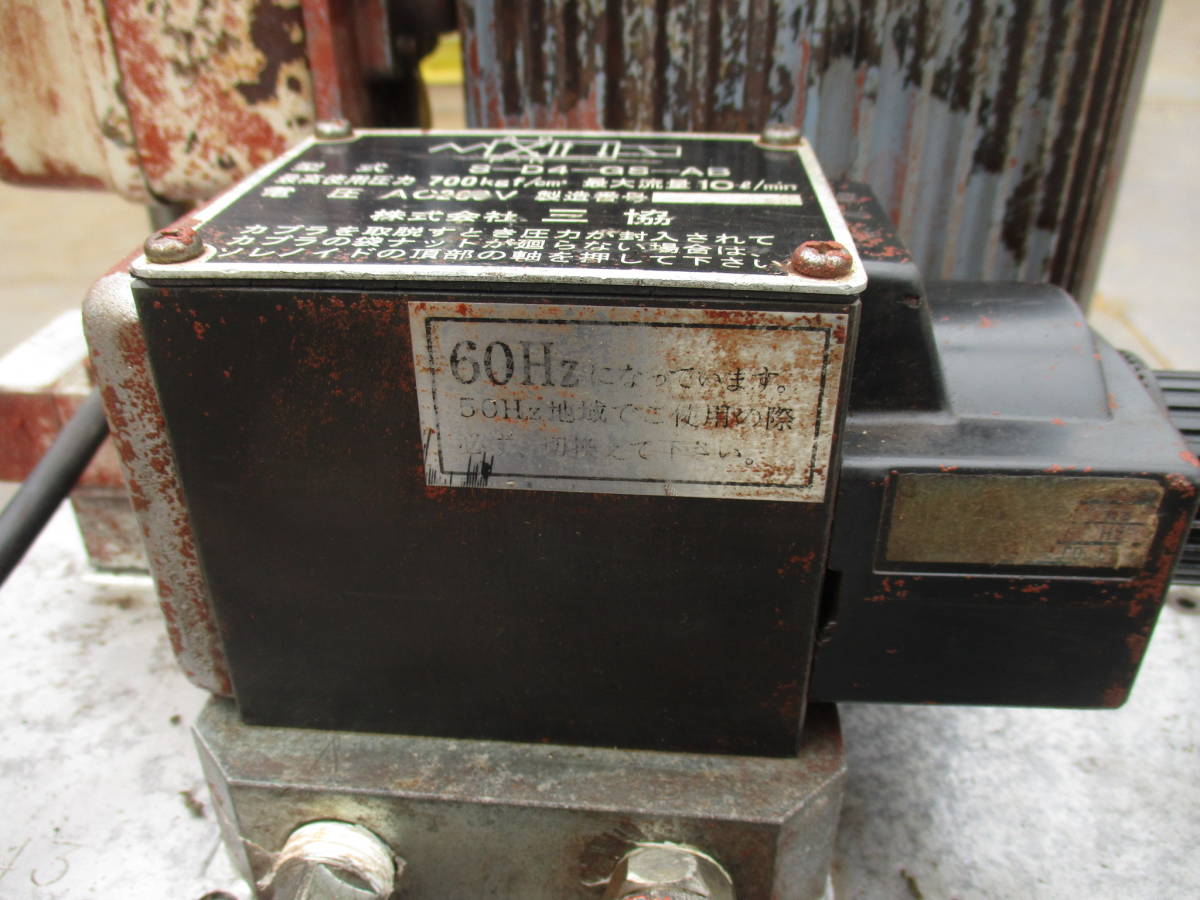 型式 S-D4-GS-AB
最高使用圧力 700kgf/cm² 最大流量 10ℓ/min
電圧 AC200V 製造番号
株式会社 三協
カプラを取脱すとき圧力が封入されて
カプラの袋ナットが廻らない場合は、
ソレノイドの頂部の軸を押して下さい
60Hzになっています。
50Hz地域でご使用の際
必ず 切換えて下さい。